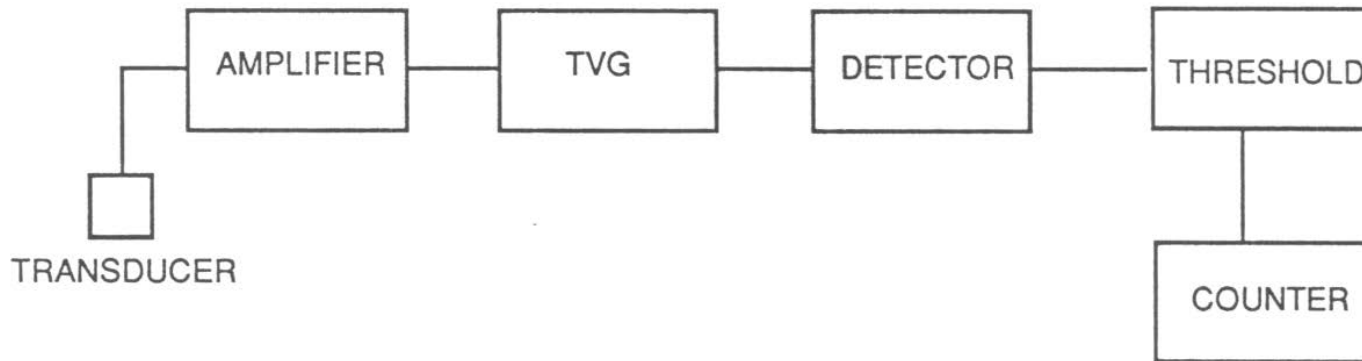 AMPLIFIER
TVG
DETECTOR
THRESHOLD
TRANSDUCER
COUNTER